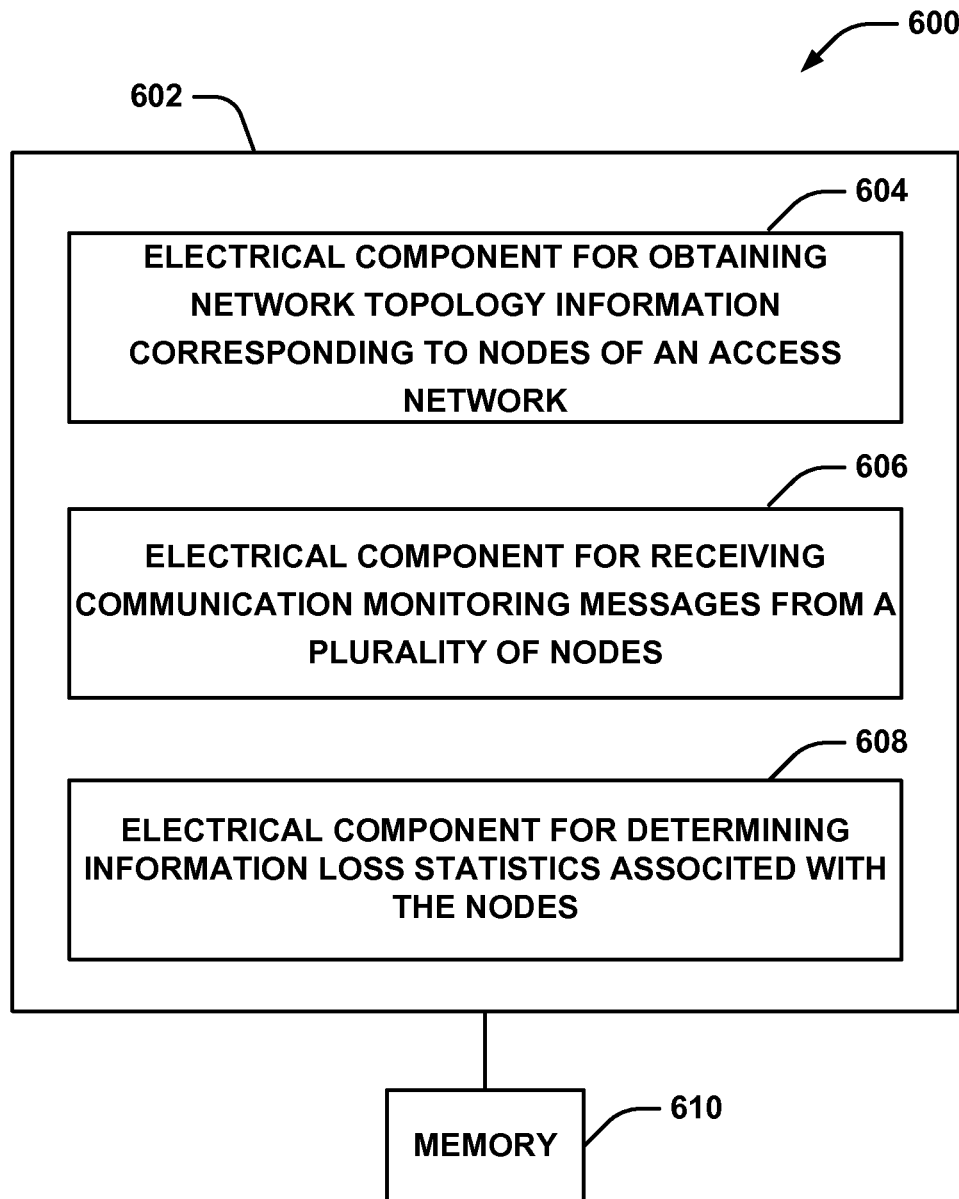 600
602
604
ELECTRICAL COMPONENT FOR OBTAINING
NETWORK TOPOLOGY INFORMATION
CORRESPONDING TO NODES OF AN ACCESS
NETWORK
606
ELECTRICAL COMPONENT FOR RECEIVING
COMMUNICATION MONITORING MESSAGES FROM A
PLURALITY OF NODES
608
ELECTRICAL COMPONENT FOR DETERMINING
INFORMATION LOSS STATISTICS ASSOCITED WITH
THE NODES
610
MEMORY